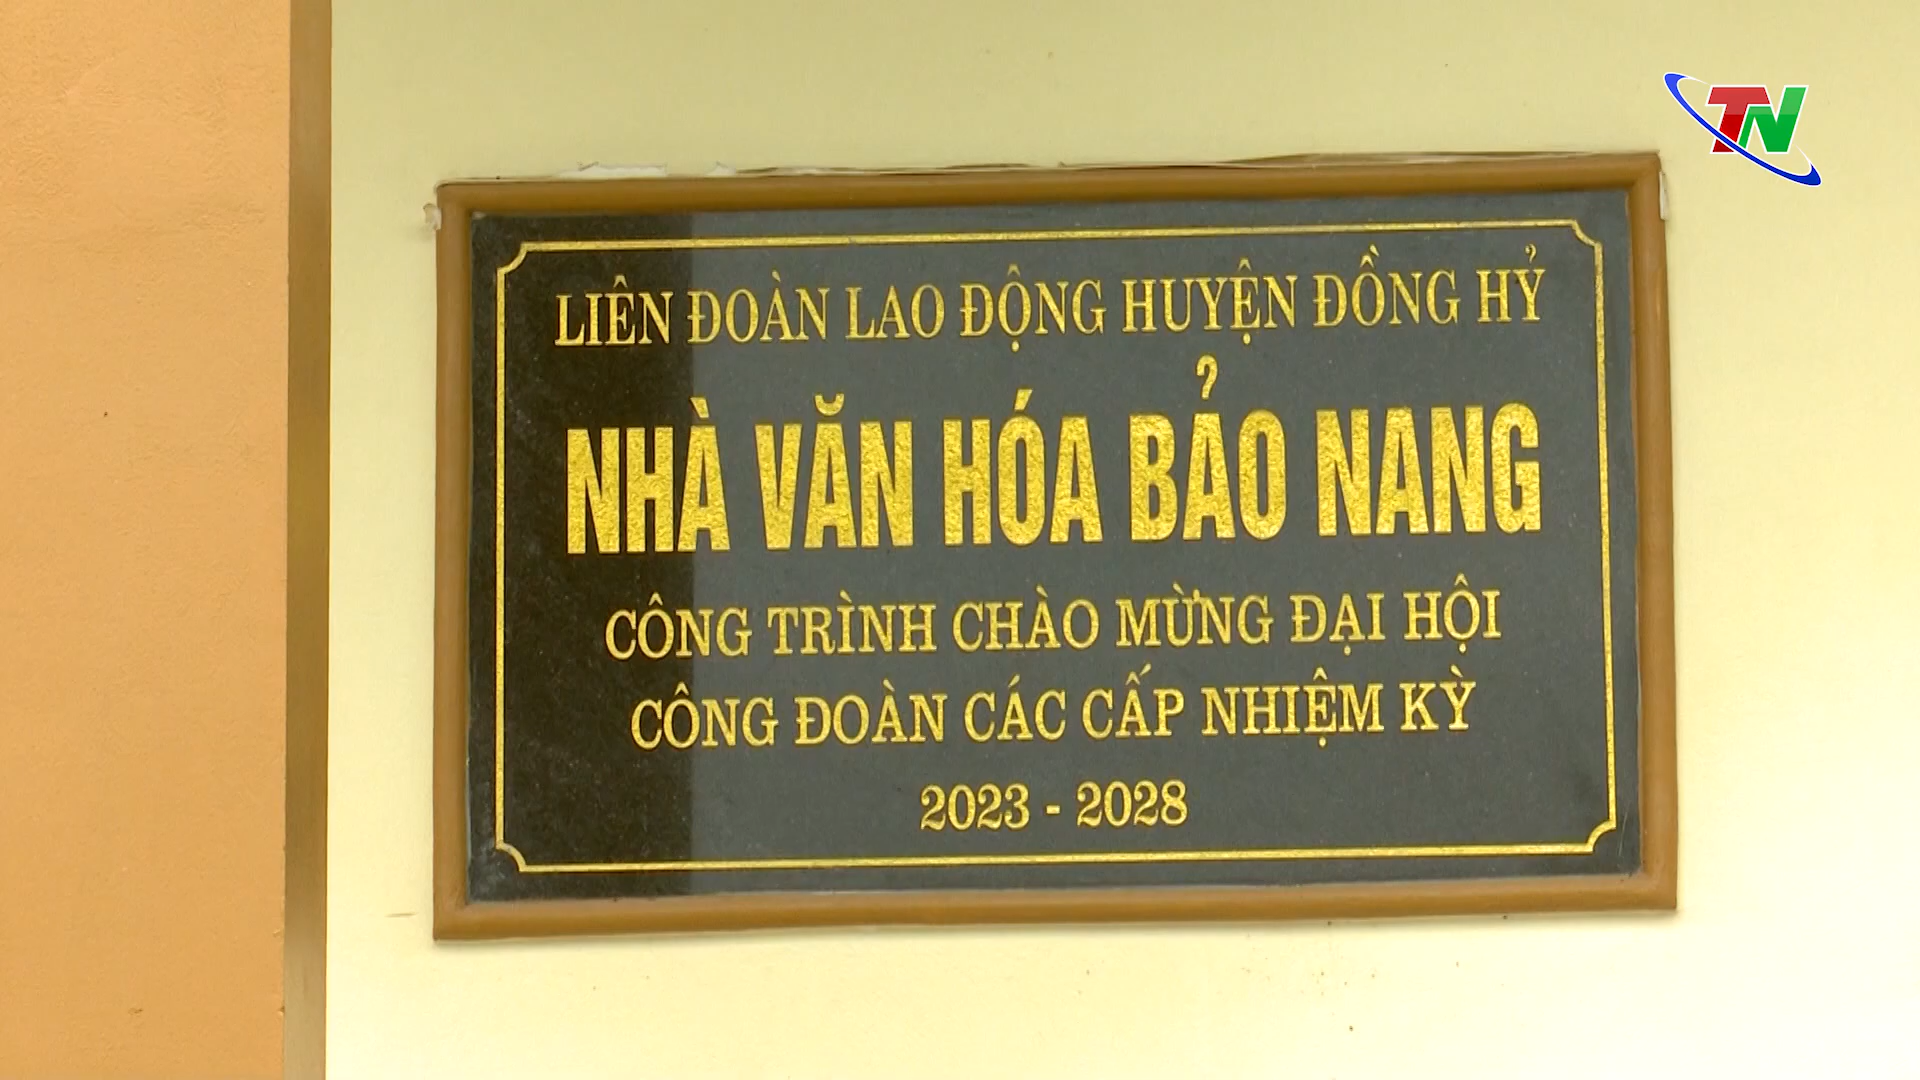 TN
LIÊN ĐOÀN LAO ĐỘNG HUYỆN ĐỒNG HỶ
NHÀ VĂN HÓA BẢO NANG
CÔNG TRÌNH CHÀO MỪNG ĐẠI HỘI
CÔNG ĐOÀN CÁC CẤP NHIỆM KỲ
2023 - 2028